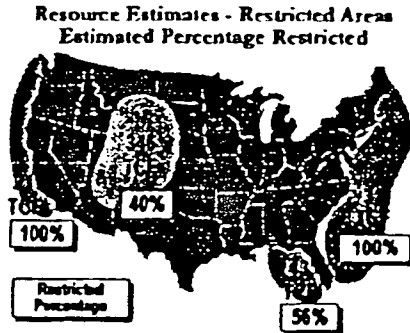 Resource Estimates - Restricted Areas
Estimated Percentage Restricted
40%
100%
100%
Restricted
Percentage
56%